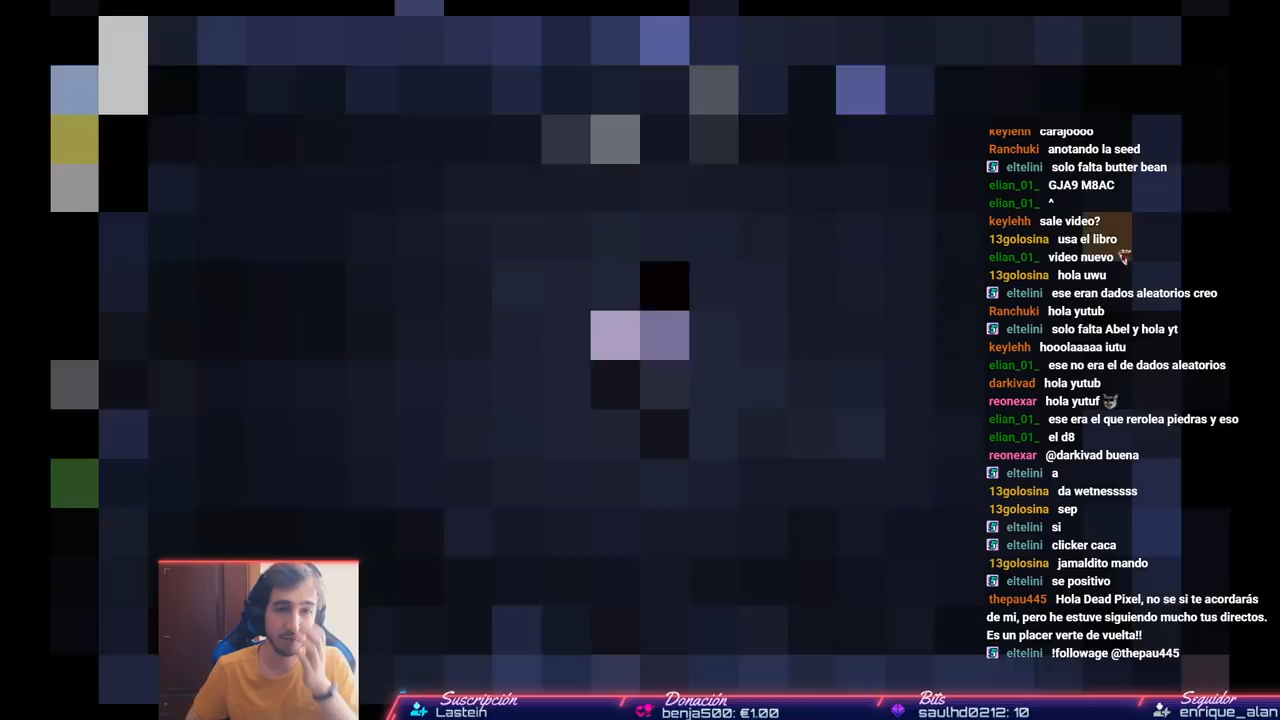 keylehh carajoooo
Ranchuki anotando la seed
eltelini solo falta butter bean
elian_01_ GJA9 M8AC
elian_01_ ^
keylehh sale video?
13golosina usa el libro
elian_01_ video nuevo
13golosina hola uwu
eltelini ese eran dados aleatorios creo
Ranchuki hola yutub
eltelini solo falta Abel y hola yt
keylehh hooolaaaaa iutu
elian_01_ ese no era el de dados aleatorios
darkivad hola yutub
reonexar hola yutuf
elian_01_ ese era el que rerolea piedras y eso
elian_01_ el d8
reonexar @darkivad buena
eltelini a
13golosina da wetnesssss
13golosina sep
eltelini si
eltelini clicker caca
13golosina jamaldito mando
eltelini se positivo
thepau445 Hola Dead Pixel, no se si te acordarás
de mi, pero he estuve siguiendo mucho tus directos.
Es un placer verte de vuelta!!
eltelini !followage @thepau445
Suscripción Donación Bits Seguidor
Lastein benja500: €1.00 saulhd0212: 10 enrique_alan